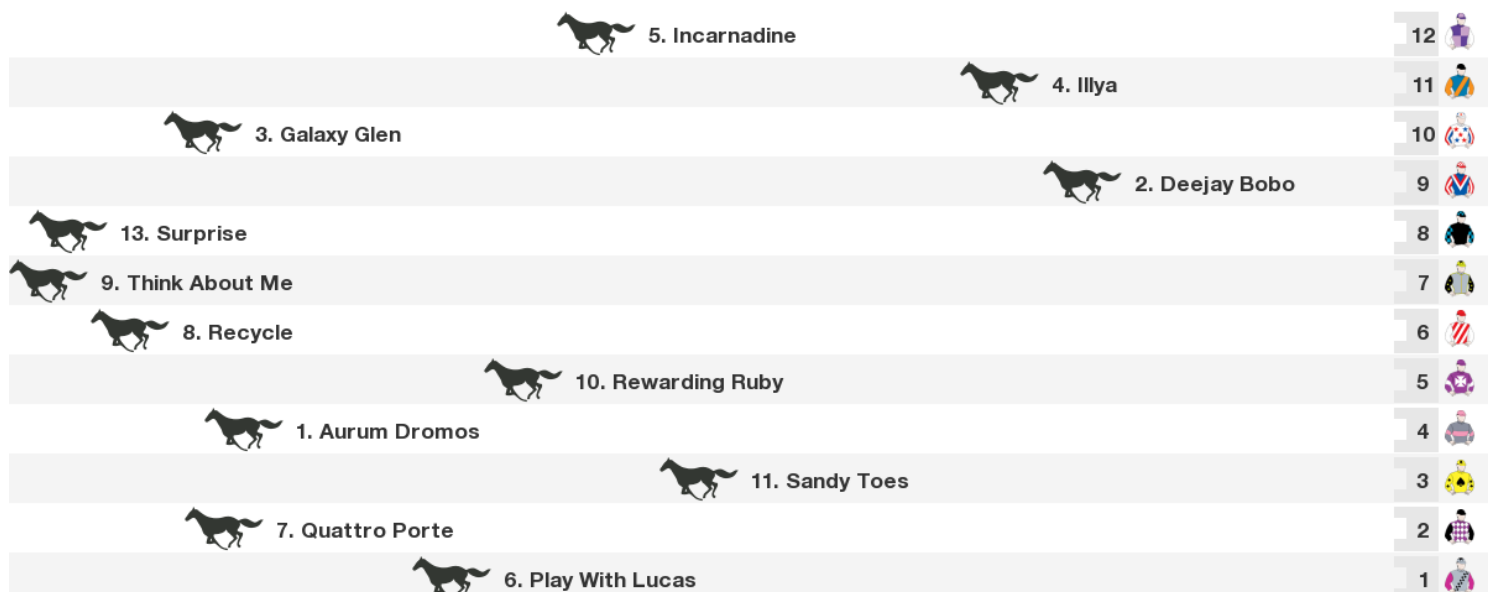 5. Incarnadine 12
4. Illya 11
3. Galaxy Glen 10
2. Deejay Bobo 9
13. Surprise 8
9. Think About Me 7
8. Recycle 6
10. Rewarding Ruby 5
1. Aurum Dromos 4
11. Sandy Toes 3
7. Quattro Porte 2
6. Play With Lucas 1